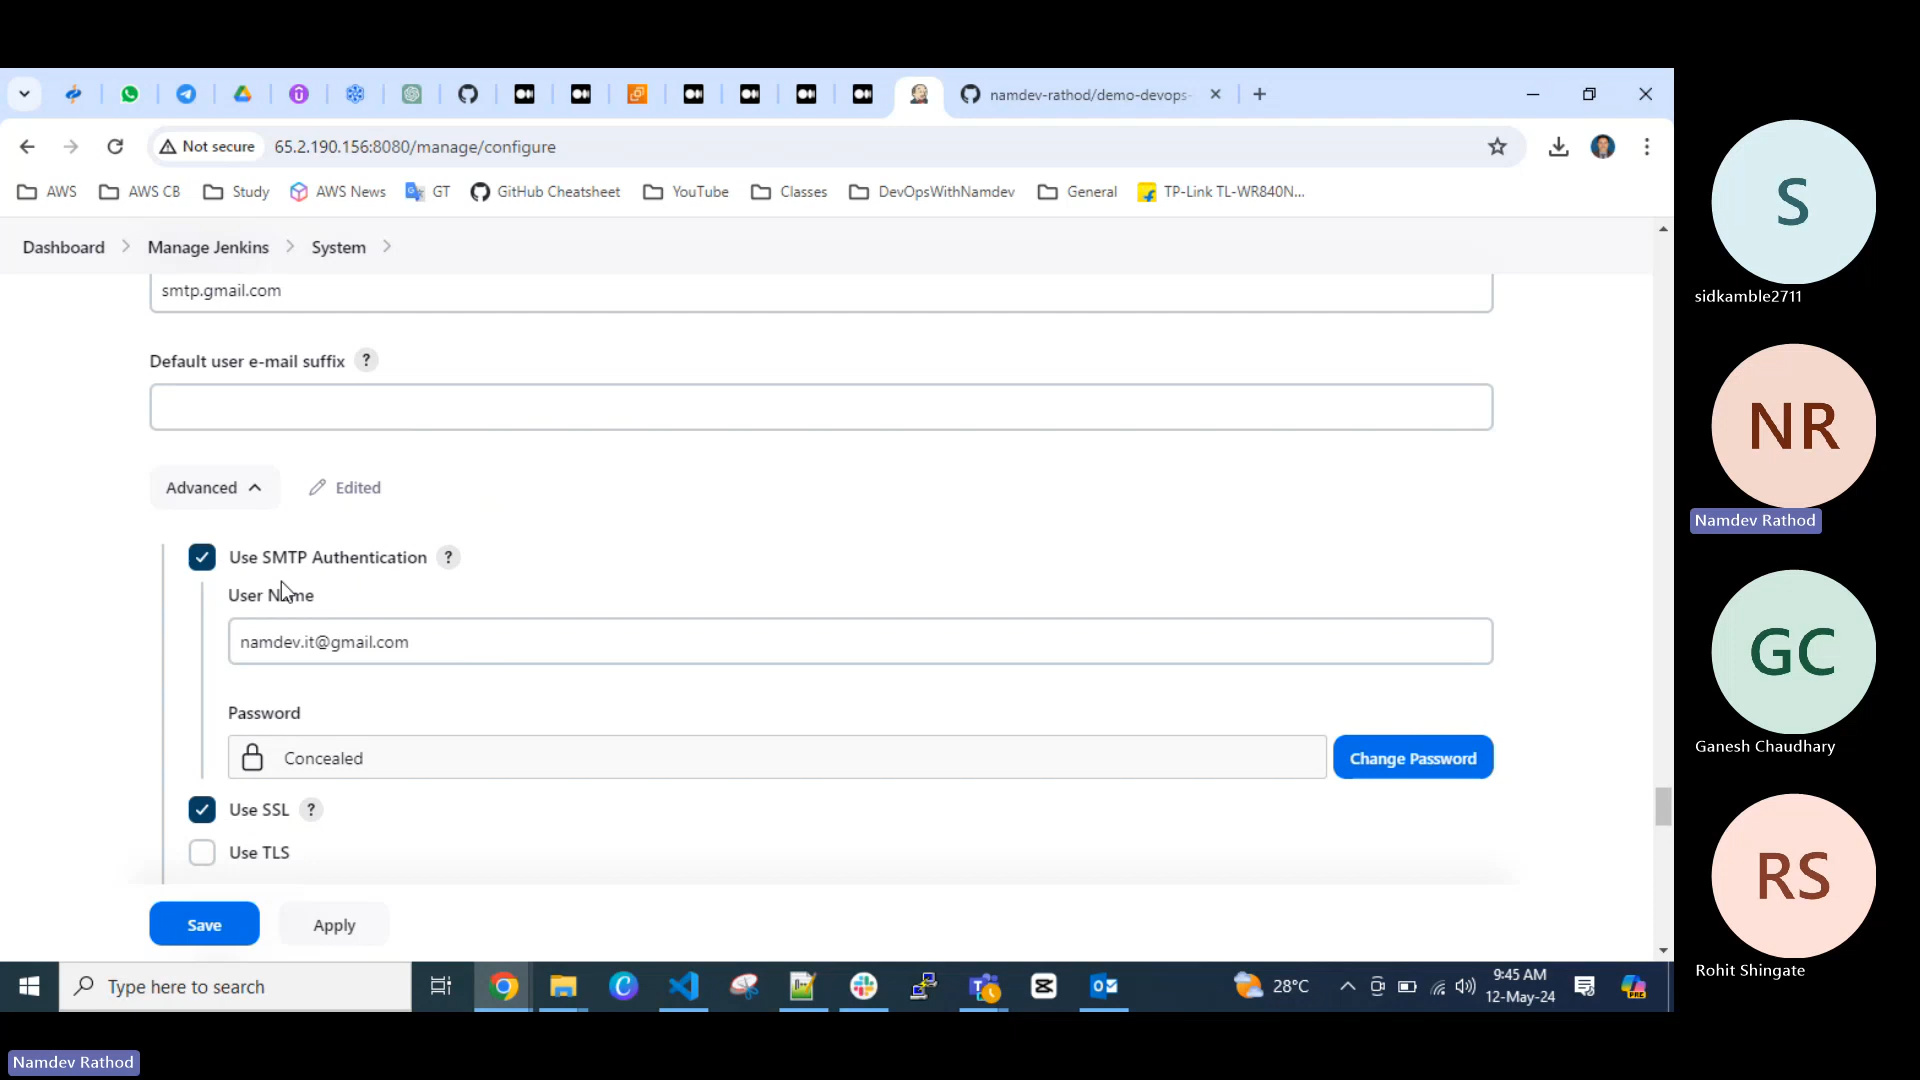 namdev-rathod/demo-devops-
Not secure
65.2.190.156:8080/manage/configure
AWS
AWS CB
Study
AWS News
GT
GitHub Cheatsheet
YouTube
Classes
DevOpsWithNamdev
General
TP-Link TL-WR840N...
Dashboard
Manage Jenkins
System
smtp.gmail.com
Default user e-mail suffix ?
Advanced
Edited
Use SMTP Authentication ?
User Name
namdev.it@gmail.com
Password
Concealed
Change Password
Use SSL ?
Use TLS
Save
Apply
Type here to search
28°C
9:45 AM
12-May-24
S
sidkamble2711
NR
Namdev Rathod
GC
Ganesh Chaudhary
RS
Rohit Shingate
Namdev Rathod